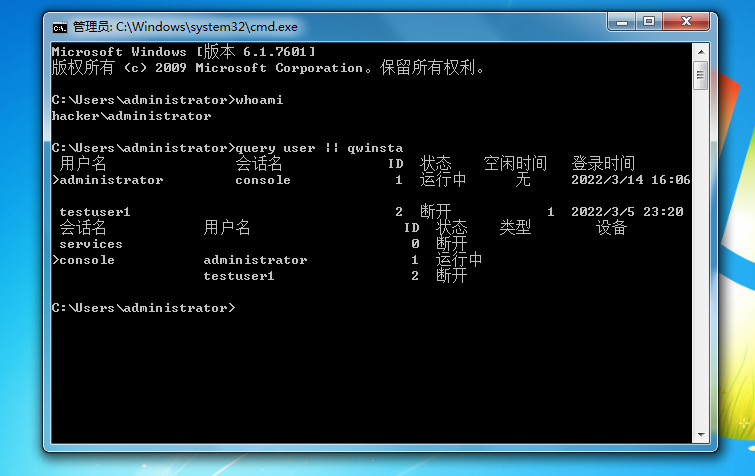 管理员: C:\Windows\system32\cmd.exe
Microsoft Windows [版本 6.1.7601]
版权所有 (c) 2009 Microsoft Corporation。保留所有权利。
C:\Users\administrator>whoami
hacker\administrator
C:\Users\administrator>query user || qwinsta
用户名 会话名 ID 状态 空闲时间 登录时间
>administrator console 1 运行中 无 2022/3/14 16:06
testuser1 2 断开 1 2022/3/5 23:20
会话名 用户名 ID 状态 类型 设备
services 0 断开
>console administrator 1 运行中
testuser1 2 断开
C:\Users\administrator>